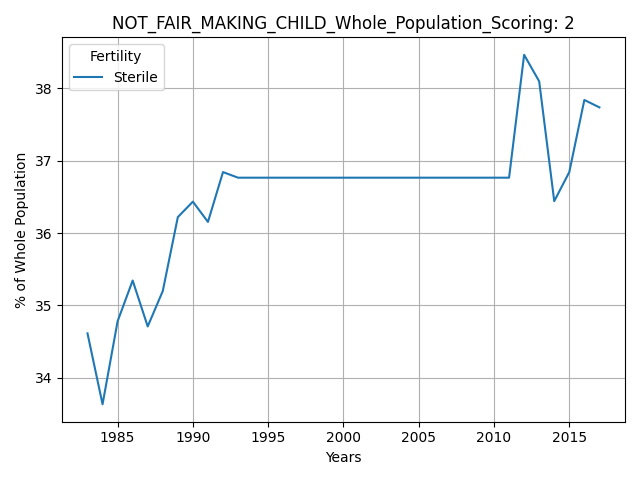 NOT_FAIR_MAKING_CHILD_Whole_Population_Scoring: 2
Fertility
Sterile
% of Whole Population
38
37
36
35
34
1985 1990 1995 2000 2005 2010 2015
Years